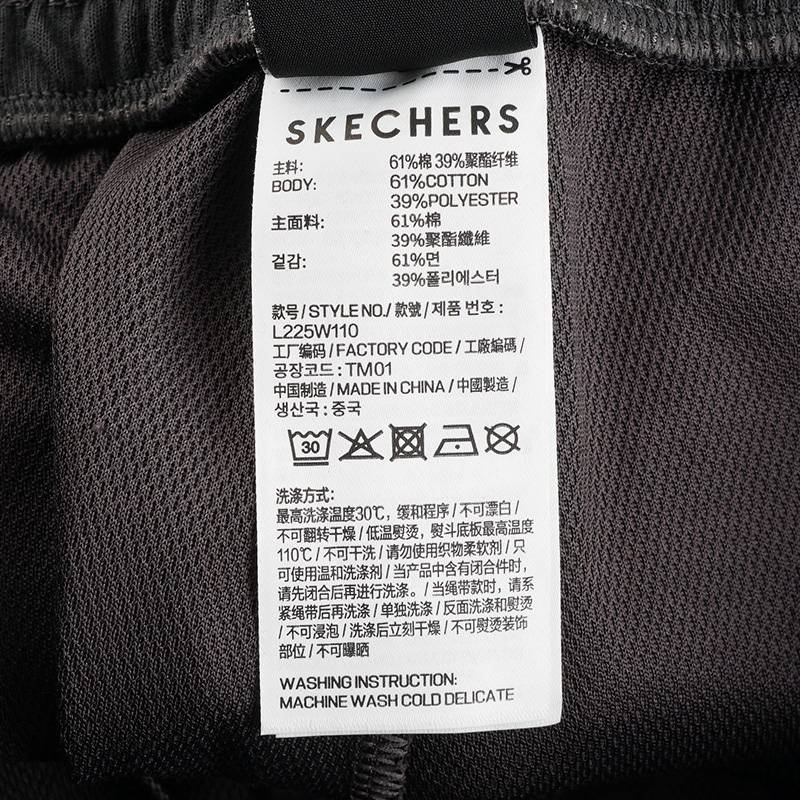 SKECHERS
主料: 61%棉 39%聚酯纤维
BODY: 61%COTTON
39%POLYESTER
主面料: 61%棉
39%聚酯纖維
겉감: 61%면
39%폴리에스터
款号 / STYLE NO./ 款號 / 제품 번호 :
L225W110
工厂编码 / FACTORY CODE / 工廠編碼 /
공장코드 : TM01
中国制造 / MADE IN CHINA / 中國製造 /
생산국 : 중국
30
洗涤方式:
最高洗涤温度30℃，缓和程序 / 不可漂白 /
不可翻转干燥 / 低温熨烫，熨斗底板最高温度
110℃ / 不可干洗 / 请勿使用织物柔软剂 / 只
可使用温和洗涤剂 / 当产品中含有闭合件时，
请先闭合后再进行洗涤。/ 当绳带款时，请系
紧绳带后再洗涤 / 单独洗涤 / 反面洗涤和熨烫
/ 不可浸泡 / 洗涤后立刻干燥 / 不可熨烫装饰
部位 / 不可曝晒
WASHING INSTRUCTION:
MACHINE WASH COLD DELICATE